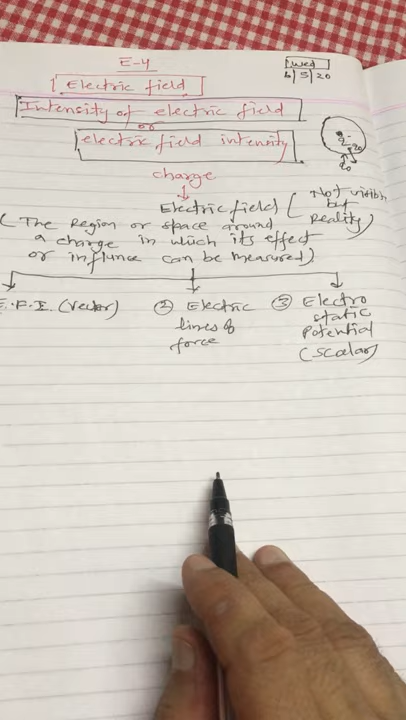 E-4
Wed
6/5/20
Electric field
Intensity of electric field
or
electric field intensity
charge
Electric field (Not visible
but
Reality)
(The Region or space around
a charge in which its effect
or influnce can be measured)
E.F.I. (Vector)
② Electric
lines of
force
③ Electro
static
Potential
(scalar)